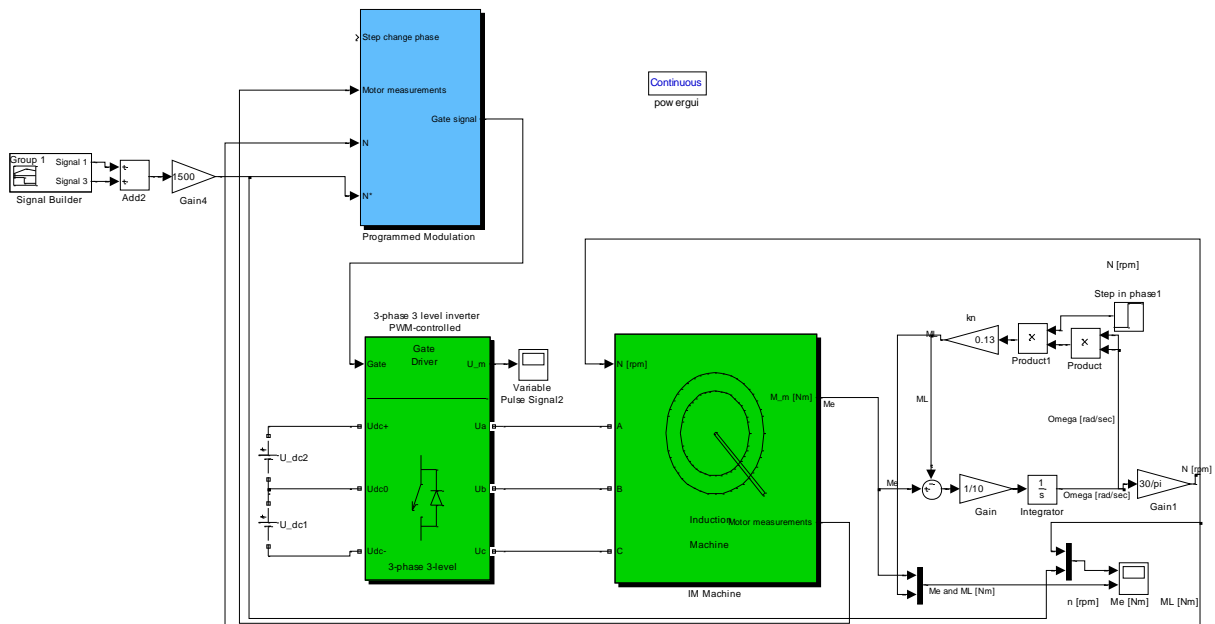 Step change phase
Motor measurements
Gate signal
N
N*
Programmed Modulation
Continuous
powergui
Group 1
Signal 1
Signal 3
Signal Builder
Add2
1500
Gain4
3-phase 3 level inverter
PWM-controlled
Gate
Driver
Gate
U_m
Variable
Pulse Signal2
Udc+
Ua
U_dc2
Udc0
Ub
U_dc1
Udc-
Uc
3-phase 3-level
N [rpm]
M_m [Nm]
Me
A
B
C
Induction
Motor measurements
Machine
IM Machine
N [rpm]
Step in phase1
kn
ML
0.13
x
Product1
x
Product
ML
Omega [rad/sec]
Me
1/10
Gain
1
s
Integrator
Omega [rad/sec]
30/pi
Gain1
N [rpm]
Me and ML [Nm]
n [rpm]
Me [Nm]
ML [Nm]